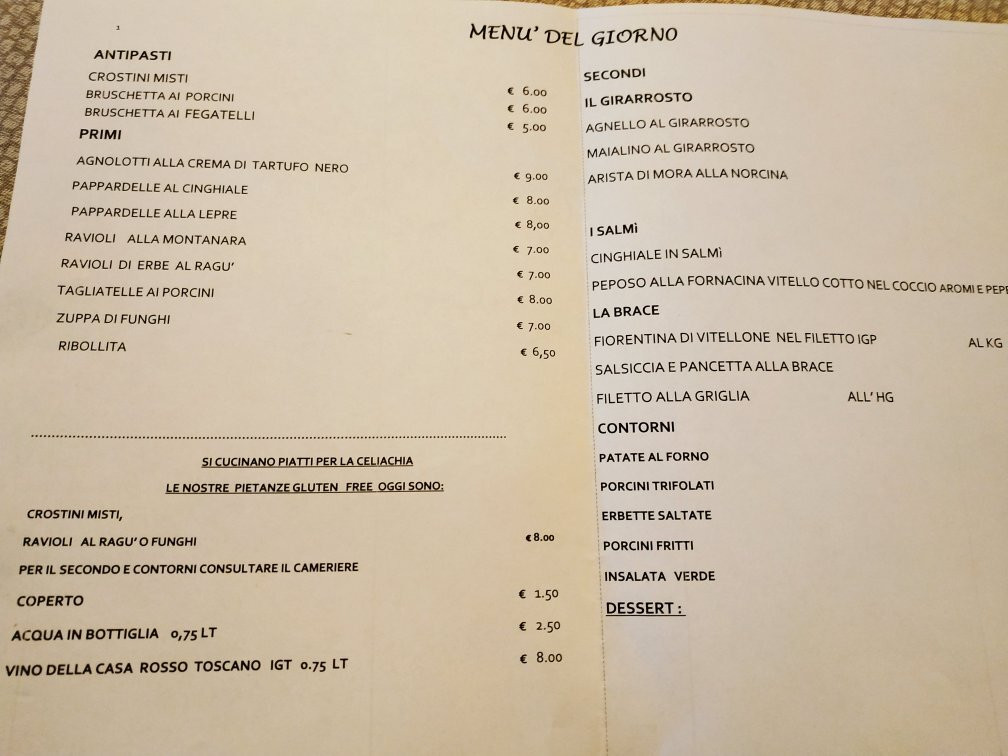 1
MENU' DEL GIORNO
ANTIPASTI
CROSTINI MISTI € 6.00
BRUSCHETTA AI PORCINI € 6.00
BRUSCHETTA AI FEGATELLI € 5.00
PRIMI
AGNOLOTTI ALLA CREMA DI TARTUFO NERO € 9.00
PAPPARDELLE AL CINGHIALE € 8.00
PAPPARDELLE ALLA LEPRE € 8,00
RAVIOLI ALLA MONTANARA € 7.00
RAVIOLI DI ERBE AL RAGU' € 7.00
TAGLIATELLE AI PORCINI € 8.00
ZUPPA DI FUNGHI € 7.00
RIBOLLITA € 6,50
SI CUCINANO PIATTI PER LA CELIACHIA
LE NOSTRE PIETANZE GLUTEN FREE OGGI SONO:
CROSTINI MISTI,
RAVIOLI AL RAGU' O FUNGHI € 8.00
PER IL SECONDO E CONTORNI CONSULTARE IL CAMERIERE
COPERTO € 1.50
ACQUA IN BOTTIGLIA 0,75 LT € 2.50
VINO DELLA CASA ROSSO TOSCANO IGT 0.75 LT € 8.00
SECONDI
IL GIRARROSTO
AGNELLO AL GIRARROSTO
MAIALINO AL GIRARROSTO
ARISTA DI MORA ALLA NORCINA
I SALMì
CINGHIALE IN SALMì
PEPOSO ALLA FORNACINA VITELLO COTTO NEL COCCIO AROMI E PEPE
LA BRACE
FIORENTINA DI VITELLONE NEL FILETTO IGP AL KG
SALSICCIA E PANCETTA ALLA BRACE
FILETTO ALLA GRIGLIA ALL' HG
CONTORNI
PATATE AL FORNO
PORCINI TRIFOLATI
ERBETTE SALTATE
PORCINI FRITTI
INSALATA VERDE
DESSERT :